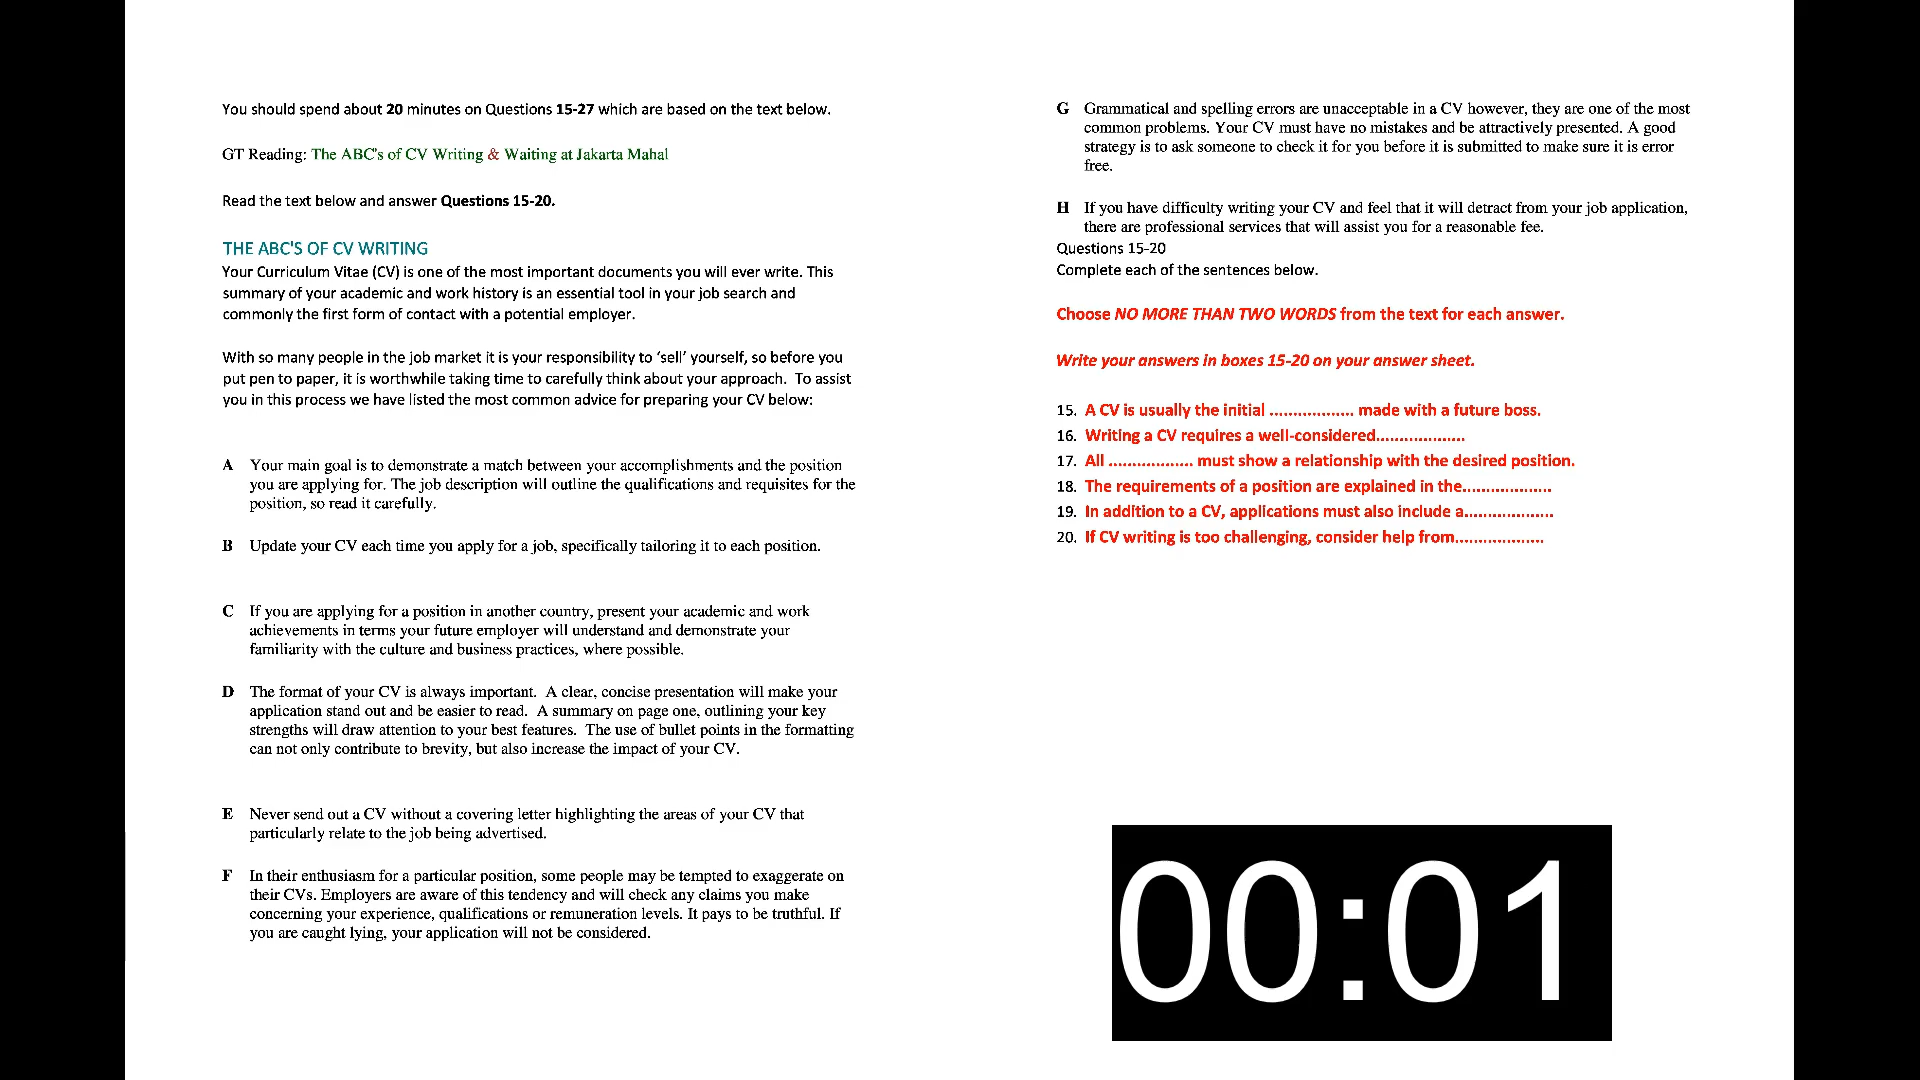 You should spend about 20 minutes on Questions 15-27 which are based on the text below.
GT Reading: The ABC's of CV Writing & Waiting at Jakarta Mahal
Read the text below and answer Questions 15-20.
THE ABC'S OF CV WRITING
Your Curriculum Vitae (CV) is one of the most important documents you will ever write. This
summary of your academic and work history is an essential tool in your job search and
commonly the first form of contact with a potential employer.
With so many people in the job market it is your responsibility to ‘sell’ yourself, so before you
put pen to paper, it is worthwhile taking time to carefully think about your approach.  To assist
you in this process we have listed the most common advice for preparing your CV below:
A Your main goal is to demonstrate a match between your accomplishments and the position
you are applying for. The job description will outline the qualifications and requisites for the
position, so read it carefully.
B Update your CV each time you apply for a job, specifically tailoring it to each position.
C If you are applying for a position in another country, present your academic and work
achievements in terms your future employer will understand and demonstrate your
familiarity with the culture and business practices, where possible.
D The format of your CV is always important.  A clear, concise presentation will make your
application stand out and be easier to read.  A summary on page one, outlining your key
strengths will draw attention to your best features.  The use of bullet points in the formatting
can not only contribute to brevity, but also increase the impact of your CV.
E Never send out a CV without a covering letter highlighting the areas of your CV that
particularly relate to the job being advertised.
F In their enthusiasm for a particular position, some people may be tempted to exaggerate on
their CVs. Employers are aware of this tendency and will check any claims you make
concerning your experience, qualifications or remuneration levels. It pays to be truthful. If
you are caught lying, your application will not be considered.
G Grammatical and spelling errors are unacceptable in a CV however, they are one of the most
common problems. Your CV must have no mistakes and be attractively presented. A good
strategy is to ask someone to check it for you before it is submitted to make sure it is error
free.
H If you have difficulty writing your CV and feel that it will detract from your job application,
there are professional services that will assist you for a reasonable fee.
Questions 15-20
Complete each of the sentences below.
Choose NO MORE THAN TWO WORDS from the text for each answer.
Write your answers in boxes 15-20 on your answer sheet.
15. A CV is usually the initial .................. made with a future boss.
16. Writing a CV requires a well-considered...................
17. All .................. must show a relationship with the desired position.
18. The requirements of a position are explained in the...................
19. In addition to a CV, applications must also include a...................
20. If CV writing is too challenging, consider help from...................
00:01